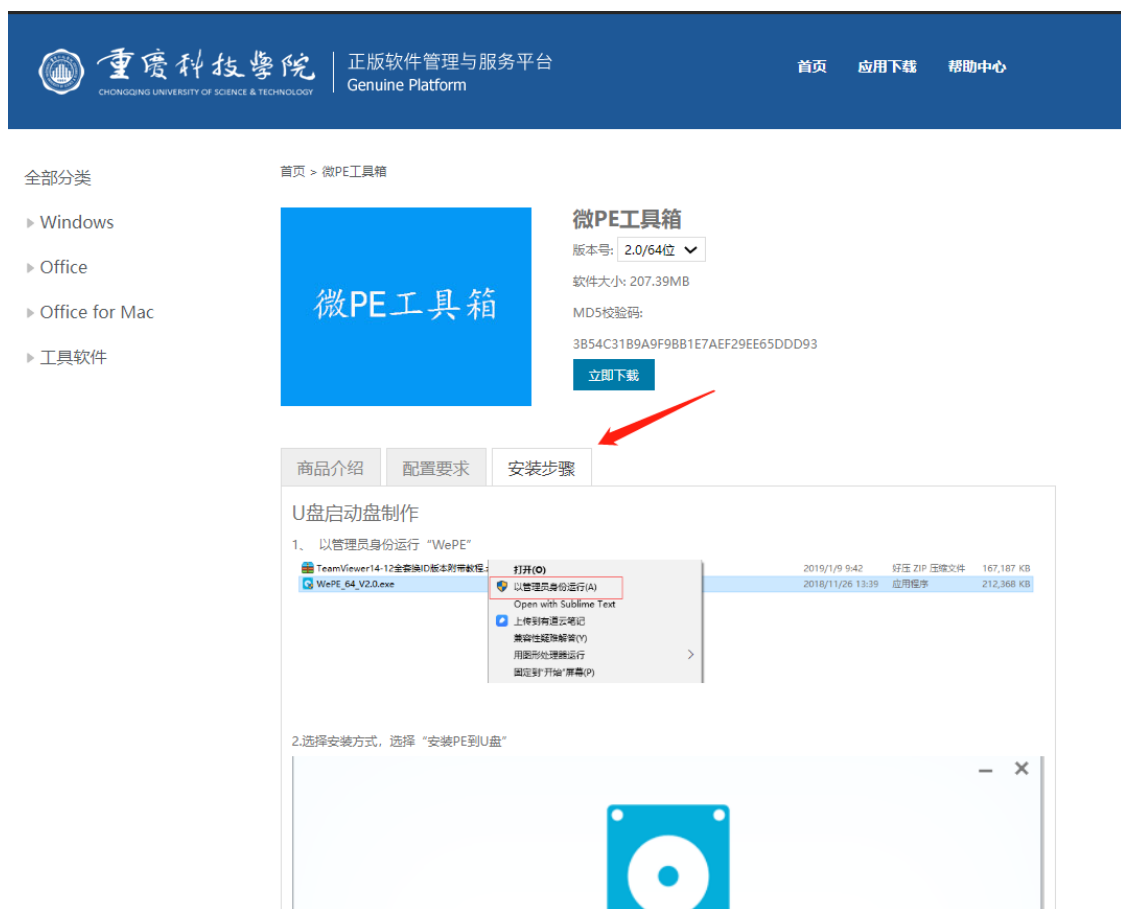 重庆科技學院
CHONGQING UNIVERSITY OF SCIENCE & TECHNOLOGY
正版软件管理与服务平台
Genuine Platform
首页 应用下载 帮助中心
全部分类
Windows
Office
Office for Mac
工具软件
首页 > 微PE工具箱
微PE工具箱
微PE工具箱
版本号: 2.0/64位
软件大小: 207.39MB
MD5校验码:
3B54C31B9A9F9BB1E7AEF29EE65DDD93
立即下载
商品介绍 配置要求 安装步骤
U盘启动盘制作
1、 以管理员身份运行“WePE”
TeamViewer14-12全套换ID版本附带教程 2019/1/9 9:42 好压 ZIP 压缩文件 167,187 KB
WePE_64_V2.0.exe 2018/11/26 13:39 应用程序 212,368 KB
打开(O)
以管理员身份运行(A)
Open with Sublime Text
上传到有道云笔记
兼容性疑难解答(Y)
用图形处理器运行
固定到"开始"屏幕(P)
2.选择安装方式，选择“安装PE到U盘”